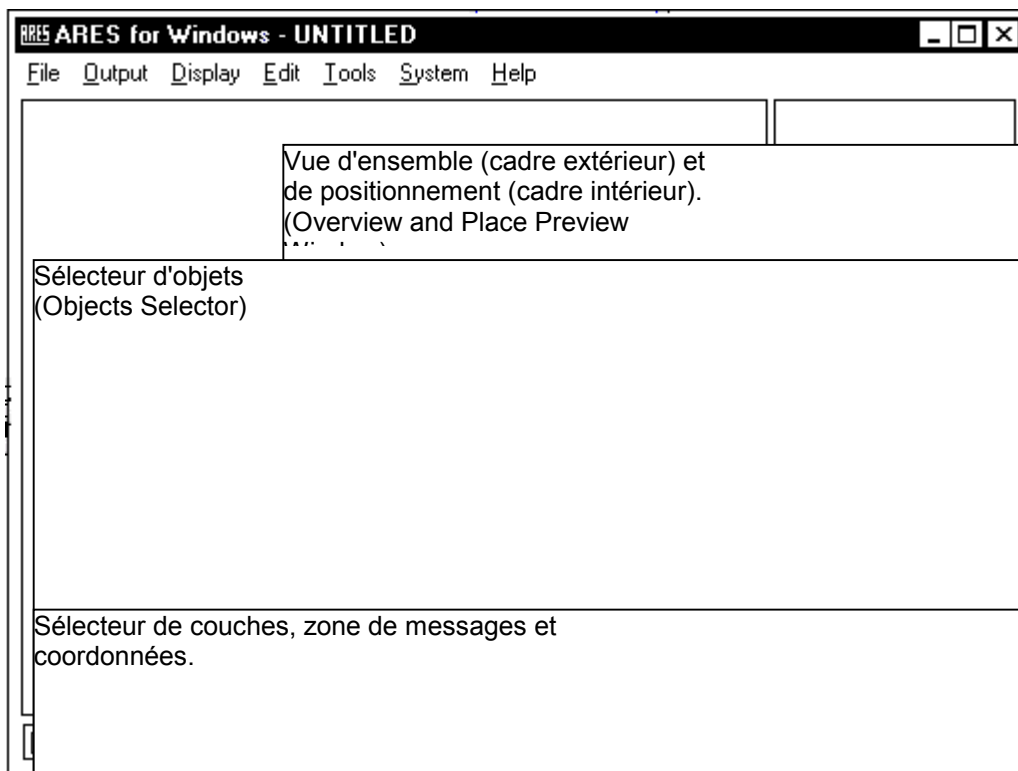 ARES ARES for Windows - UNTITLED
File Output Display Edit Tools System Help
Vue d'ensemble (cadre extérieur) et
de positionnement (cadre intérieur).
(Overview and Place Preview
Sélecteur d'objets
(Objects Selector)
Sélecteur de couches, zone de messages et
coordonnées.